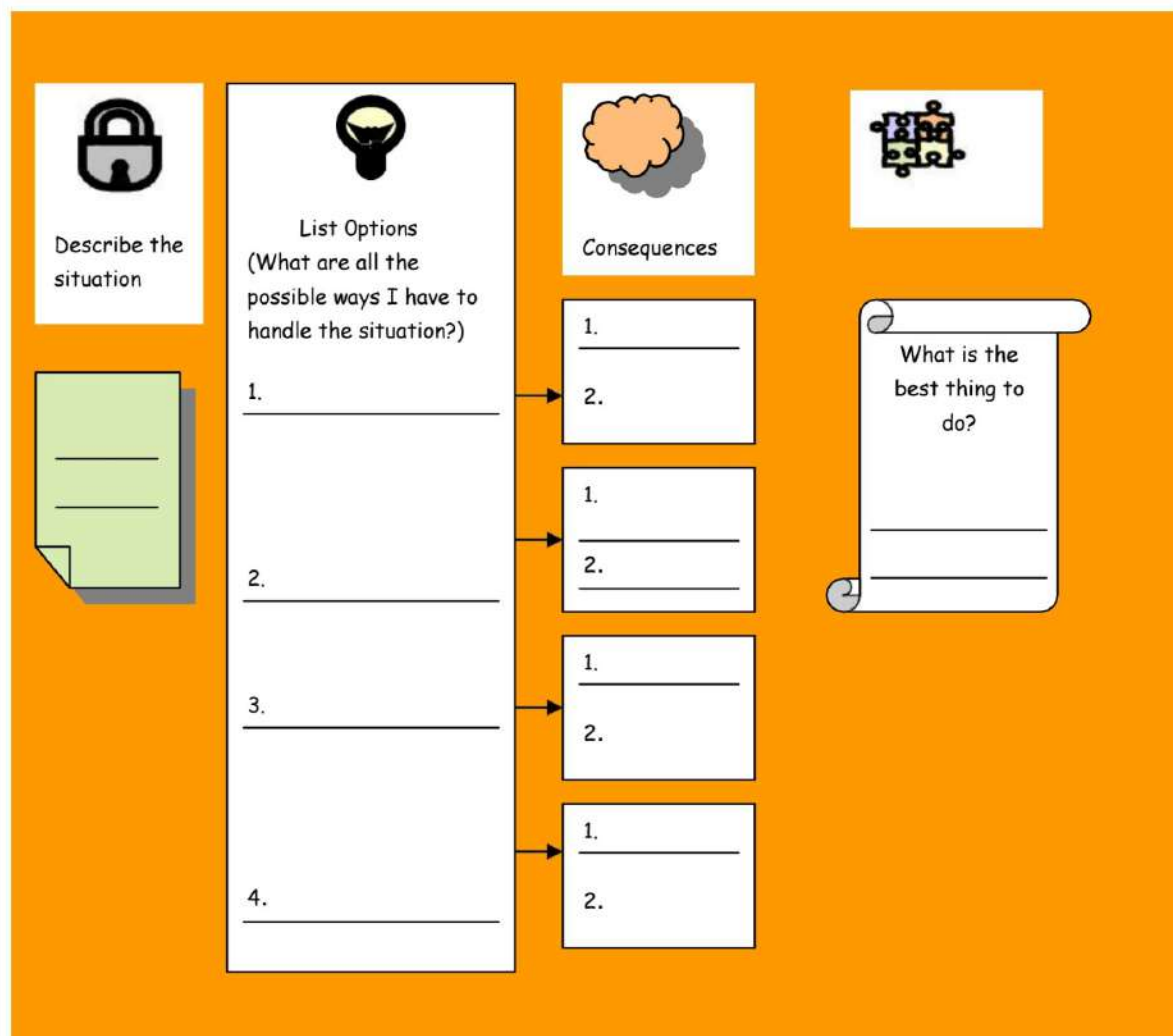 Describe the
situation
List Options
(What are all the
possible ways I have to
handle the situation?)
1.
2.
3.
4.
Consequences
1.
2.
1.
2.
1.
2.
1.
2.
What is the
best thing to
do?